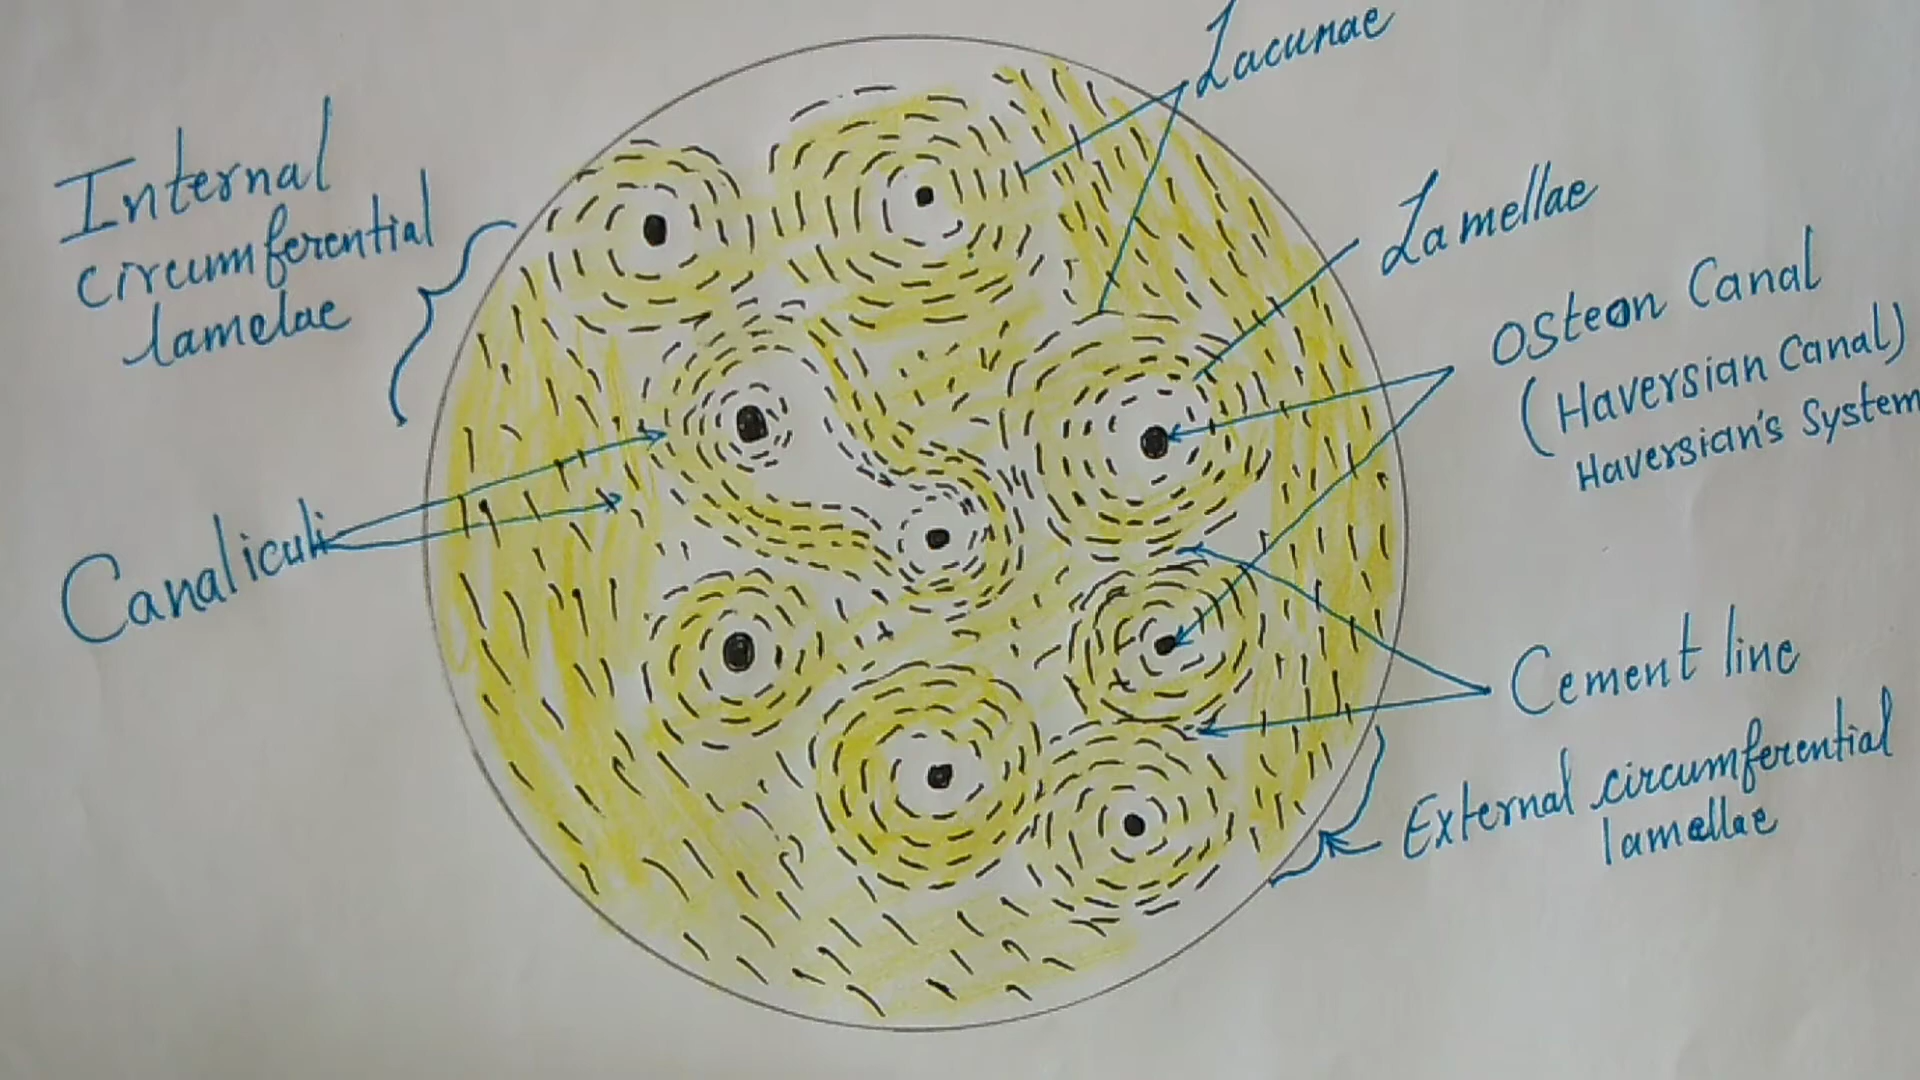 Lacunae
Internal
circumferential
lamelae
Lamellae
Osteon Canal
(Haversian Canal)
Haversian's System
Canaliculi
Cement line
External circumferential
lamellae